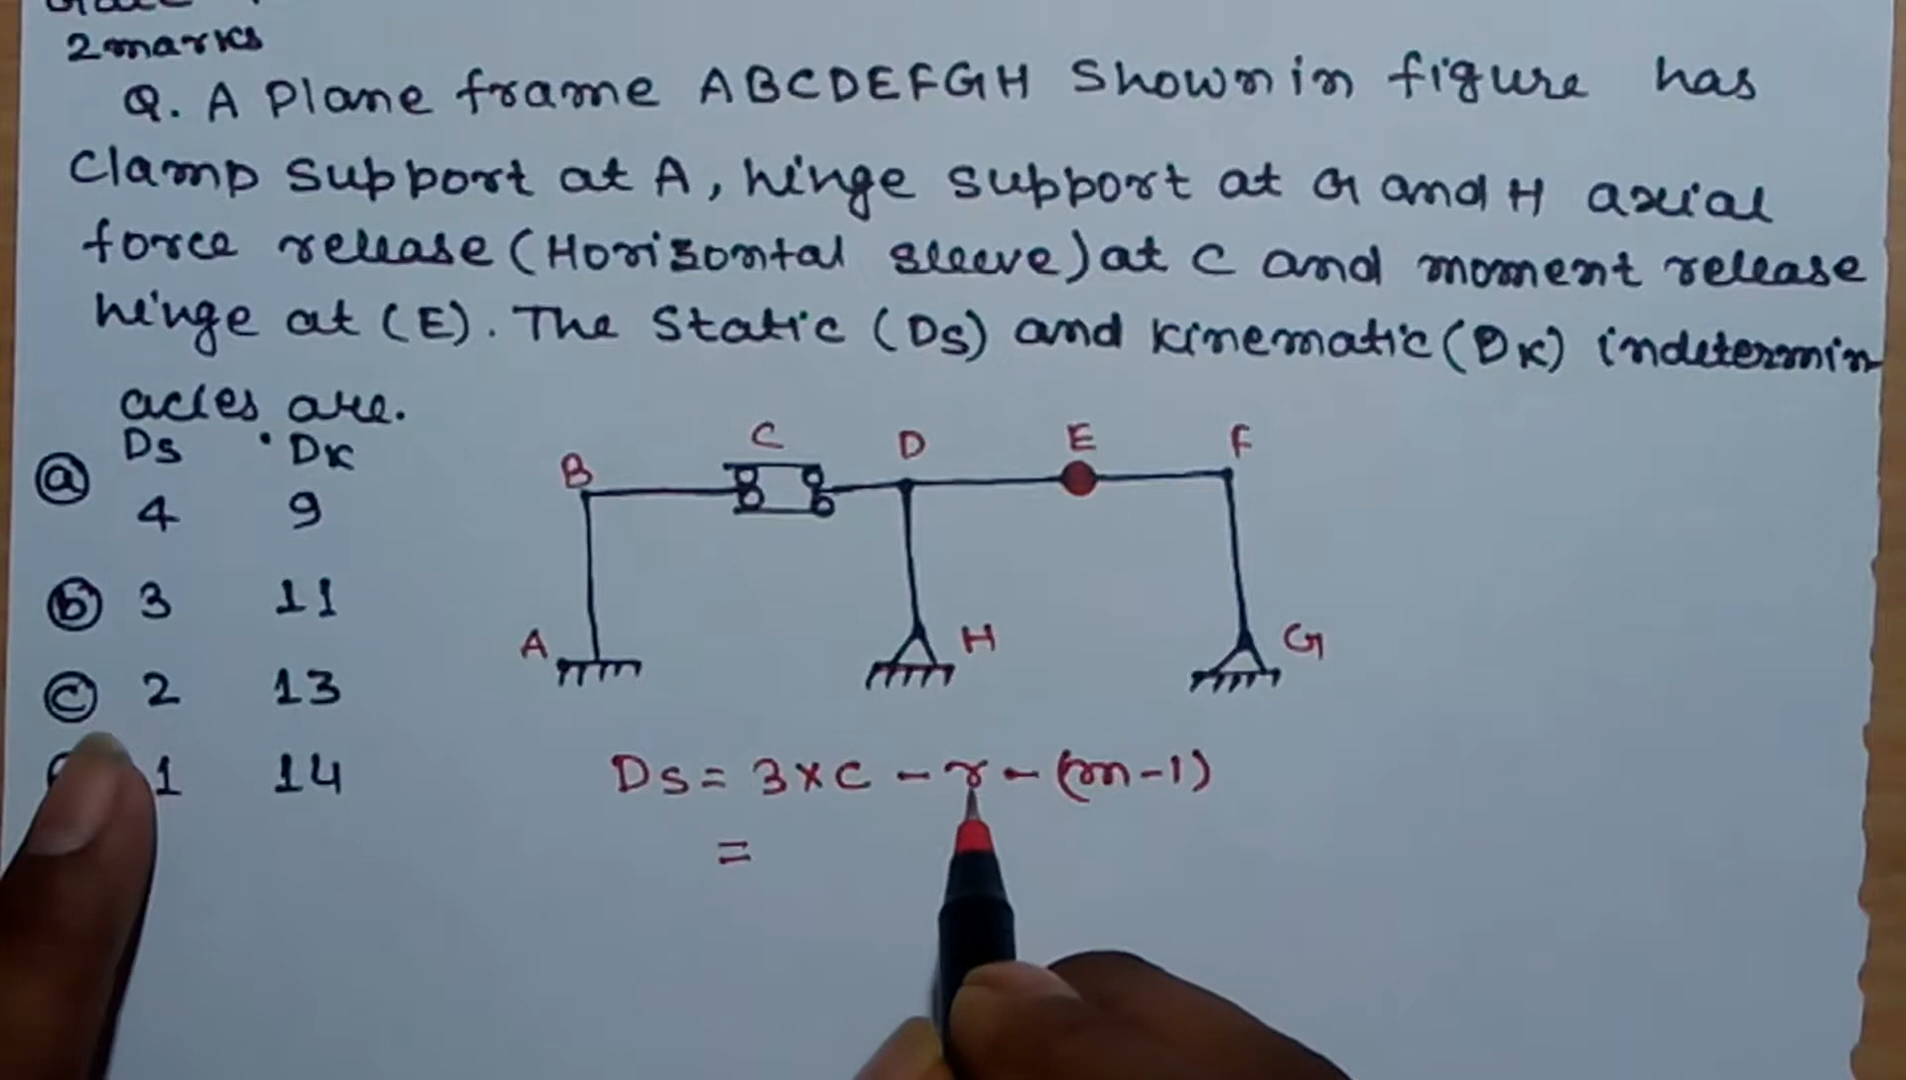 2 marks
Q. A Plane frame ABCDEFGH Shown in figure has
Clamp Support at A, hinge support at G and H axial
force release (Horizontal sleeve) at C and moment release
hinge at (E). The Static (Ds) and kinematic (Dk) indetermin
acies are.
Ds Dk
(a) 4 9
(b) 3 11
(c) 2 13
1 14
B C D E F
A H G
Ds = 3xC - r - (m-1)
=